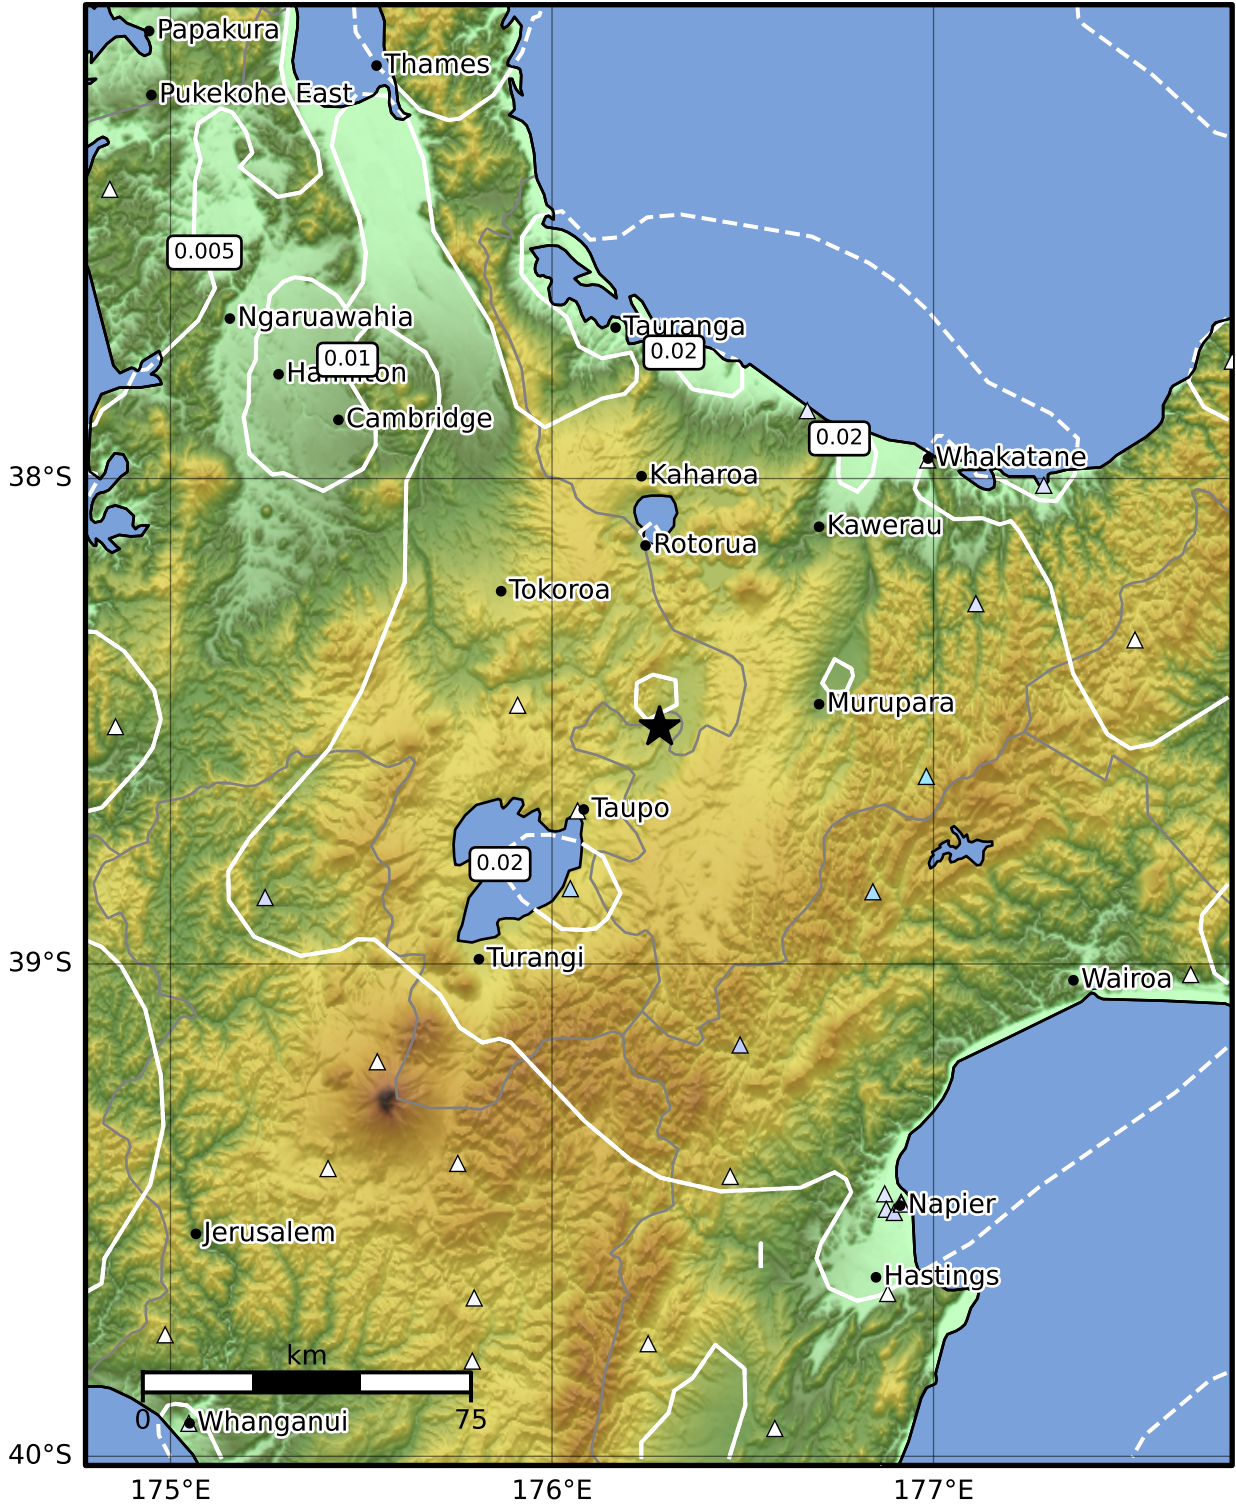 Papakura
Thames
Pukekohe East
0.005
Ngaruawahia
Tauranga
0.02
0.01
Hamilton
Cambridge
0.02
Whakatane
Kaharoa
38°S
Kawerau
Rotorua
Tokoroa
Murupara
Taupo
0.02
Turangi
39°S
Wairoa
Napier
Jerusalem
Hastings
km
0
75
Whanganui
40°S
175°E
176°E
177°E